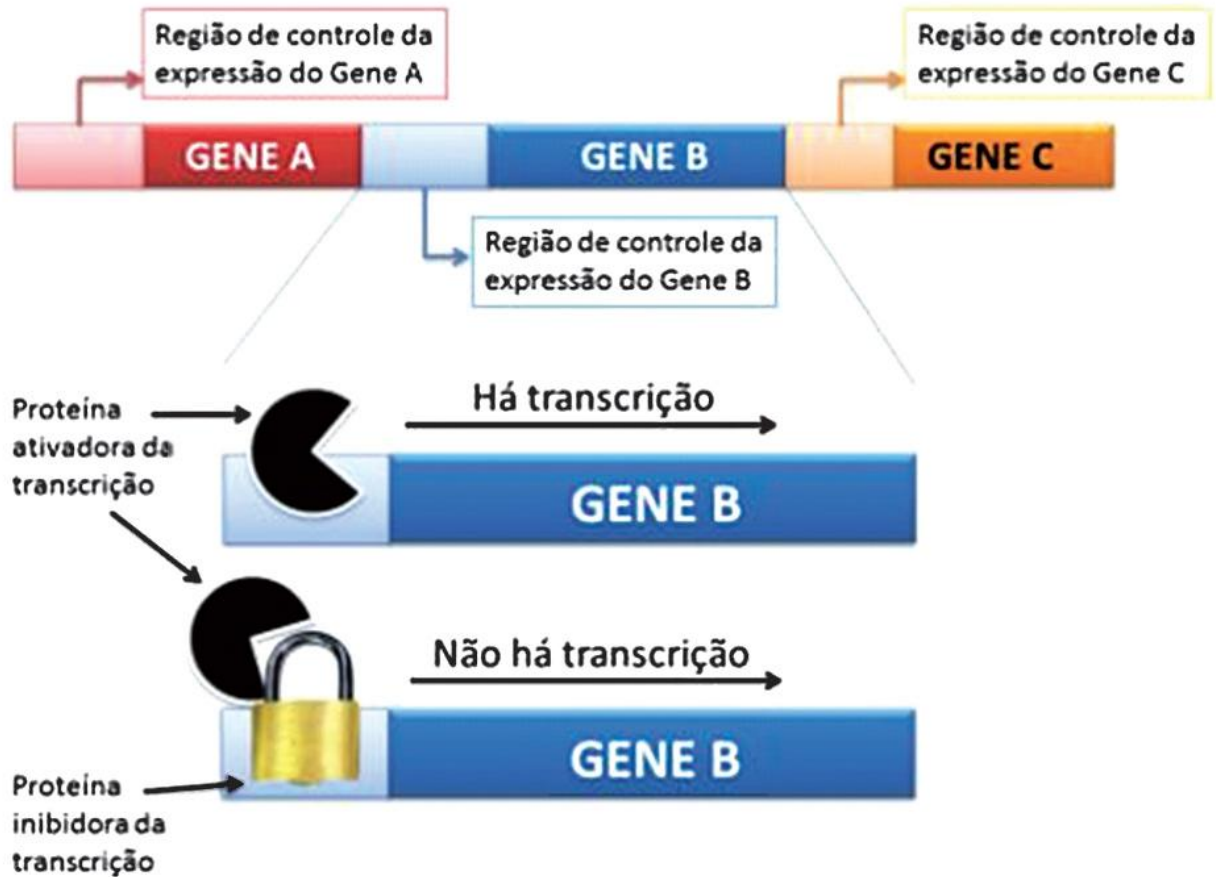 Região de controle da
expressão do Gene A
Região de controle da
expressão do Gene C
GENE A
GENE B
GENE C
Região de controle da
expressão do Gene B
Proteína
ativadora da
transcrição
Há transcrição
GENE B
Não há transcrição
GENE B
Proteína
inibidora da
transcrição